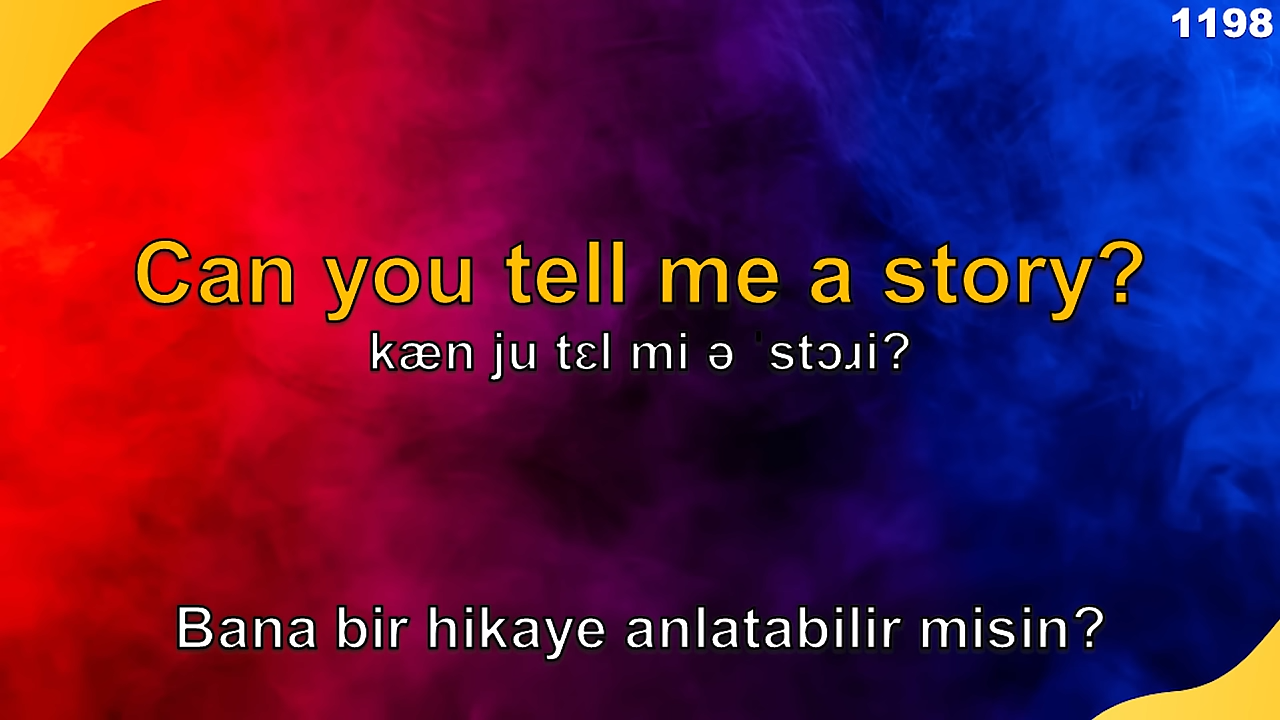 1198
Can you tell me a story?
kæn ju tɛl mi ə ˈstɔɹi?
Bana bir hikaye anlatabilir misin?